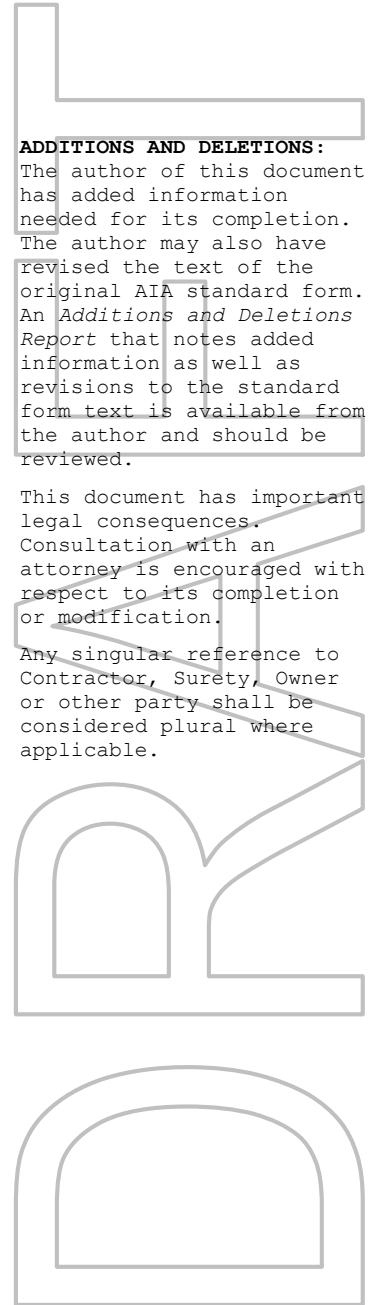 ADDITIONS AND DELETIONS:
The author of this document
has added information
needed for its completion.
The author may also have
revised the text of the
original AIA standard form.
An Additions and Deletions
Report that notes added
information as well as
revisions to the standard
form text is available from
the author and should be
reviewed.
This document has important
legal consequences.
Consultation with an
attorney is encouraged with
respect to its completion
or modification.
Any singular reference to
Contractor, Surety, Owner
or other party shall be
considered plural where
applicable.
DRAFT